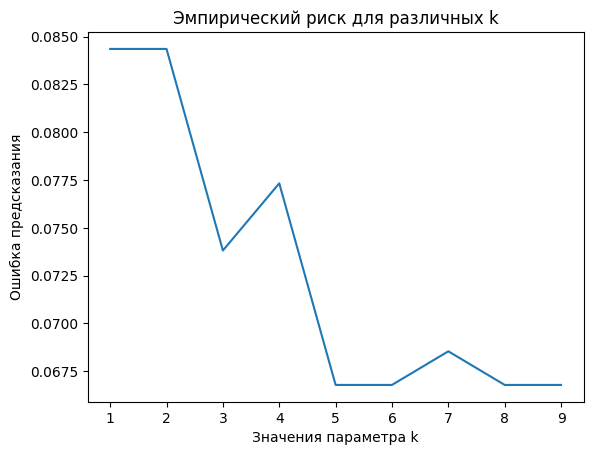 Эмпирический риск для различных k
0.0850
0.0825
0.0800
0.0775
0.0750
0.0725
0.0700
0.0675
Ошибка предсказания
1 2 3 4 5 6 7 8 9
Значения параметра k